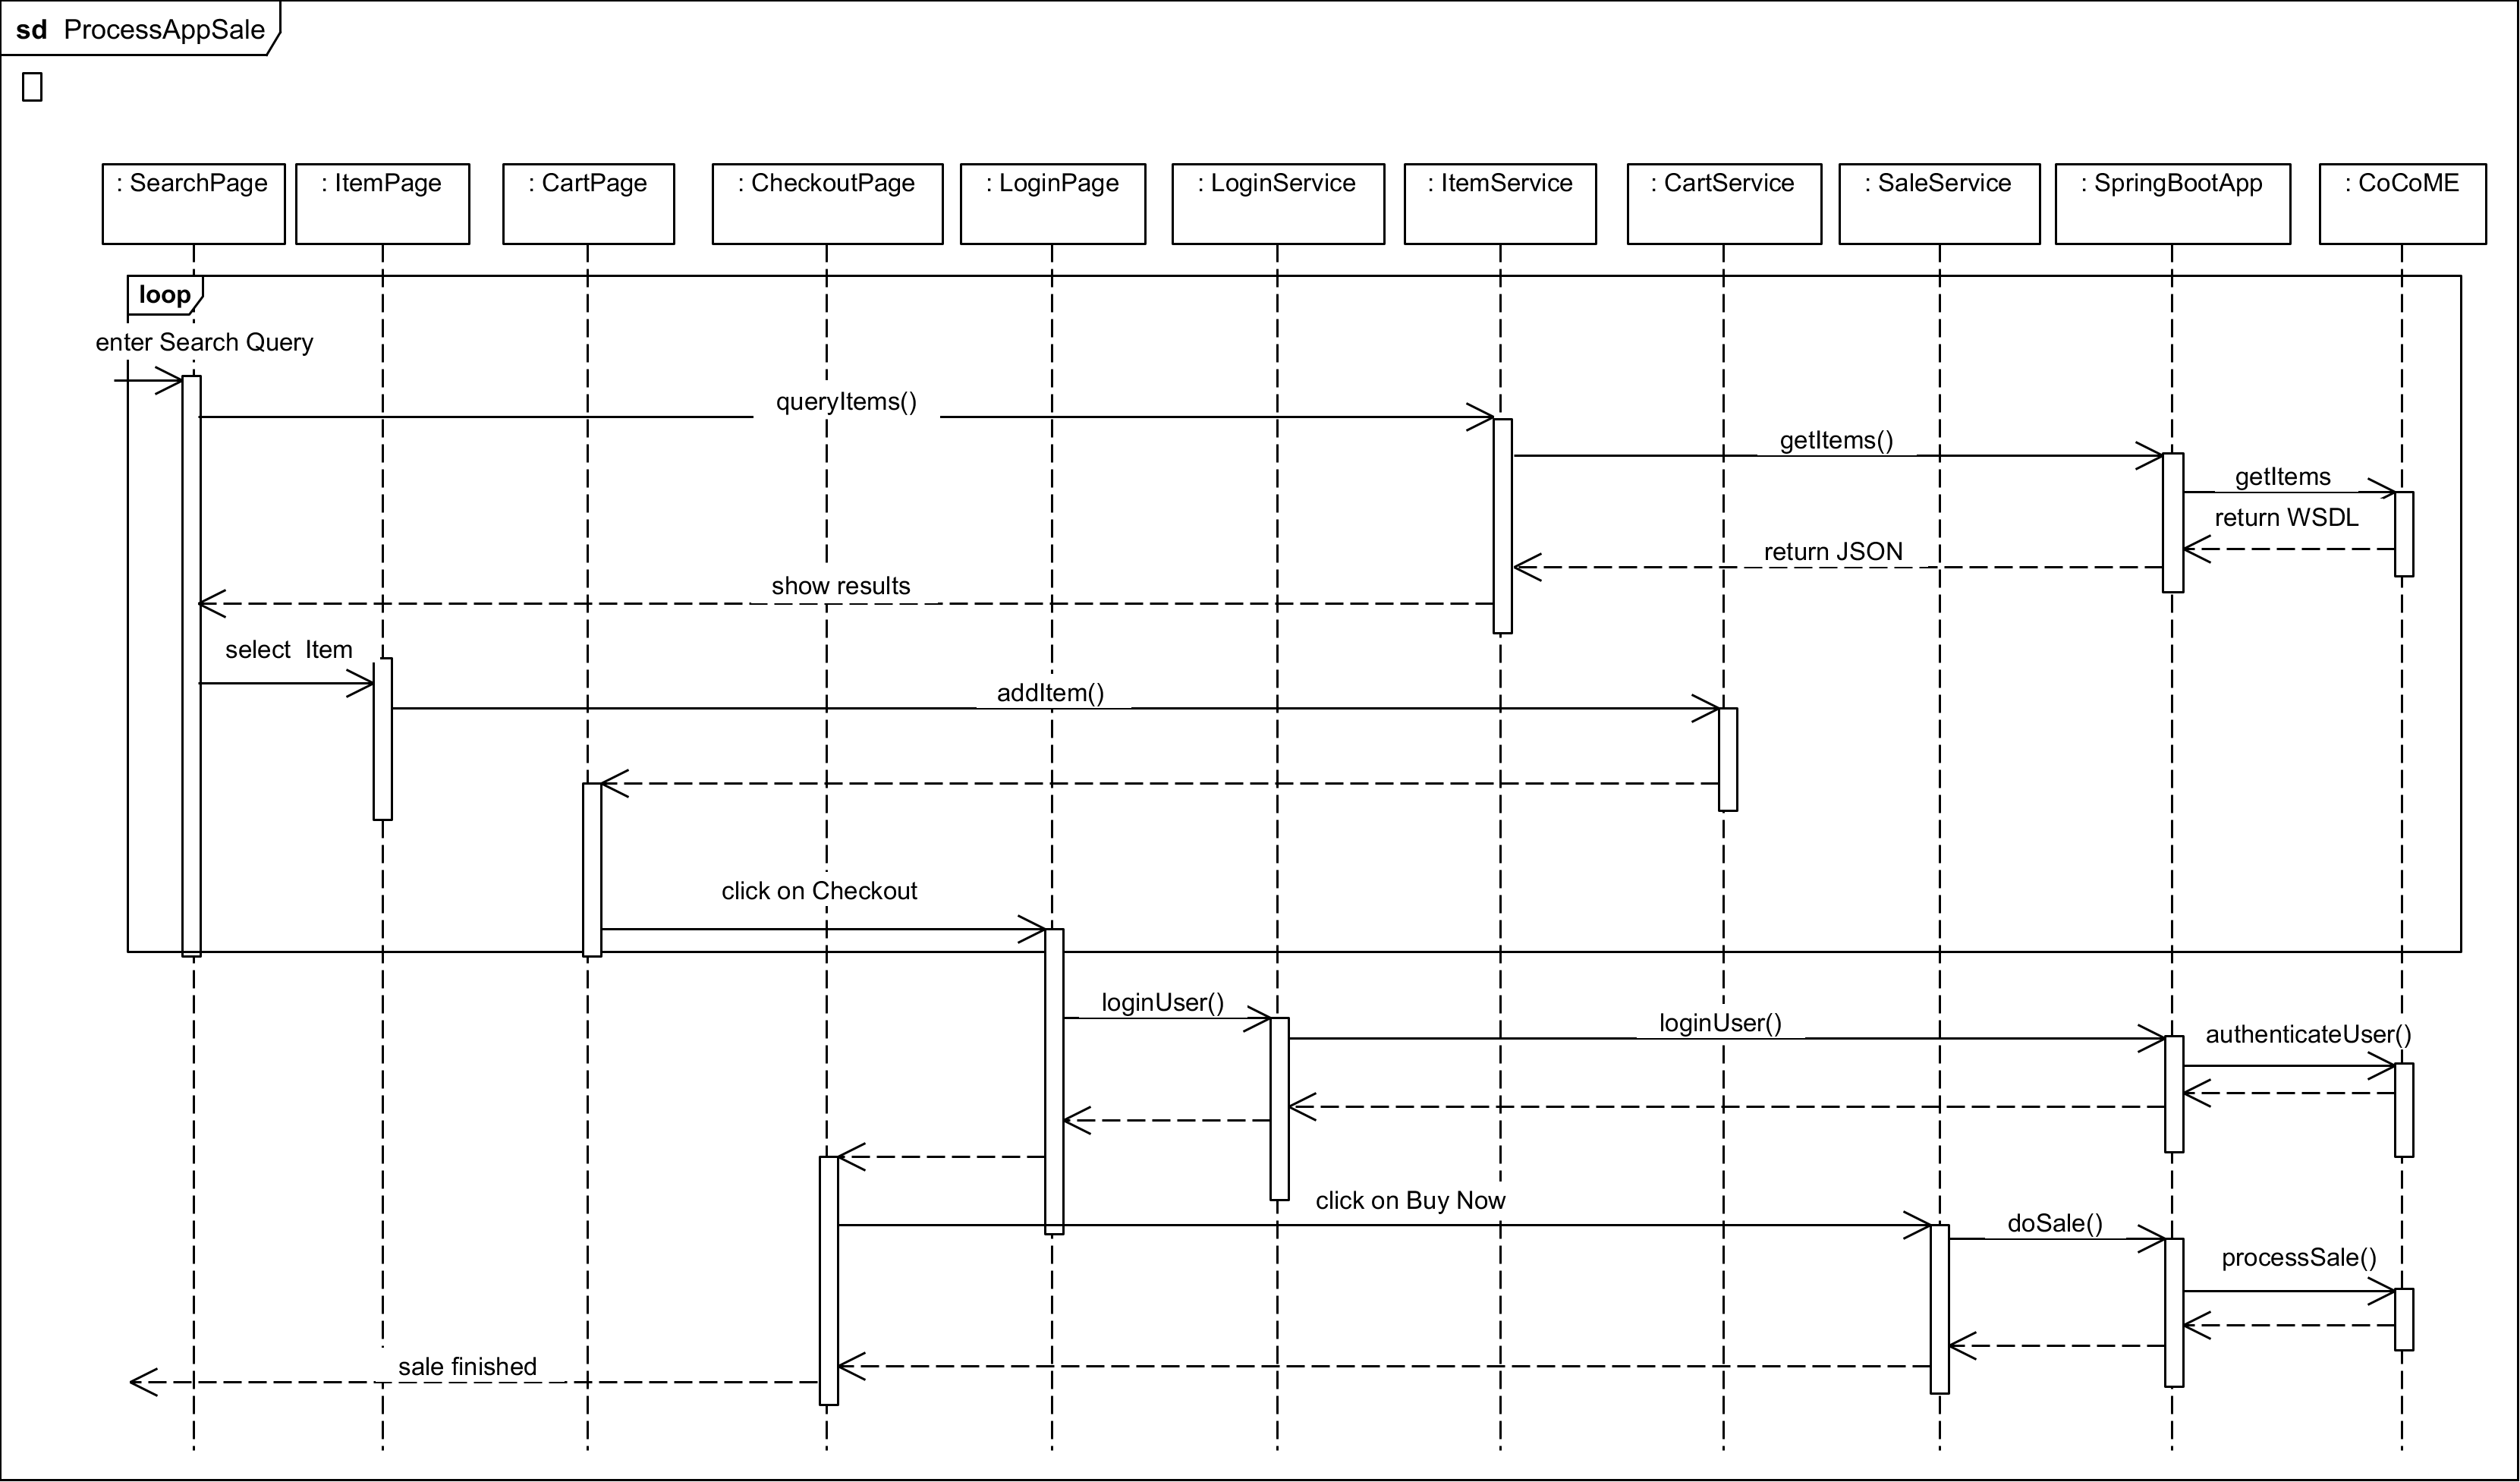 sd ProcessAppSale
: SearchPage
: ItemPage
: CartPage
: CheckoutPage
: LoginPage
: LoginService
: ItemService
: CartService
: SaleService
: SpringBootApp
: CoCoME
loop
enter Search Query
queryItems()
getItems()
getItems
return WSDL
return JSON
show results
select  Item
addItem()
click on Checkout
loginUser()
loginUser()
authenticateUser()
click on Buy Now
doSale()
processSale()
sale finished